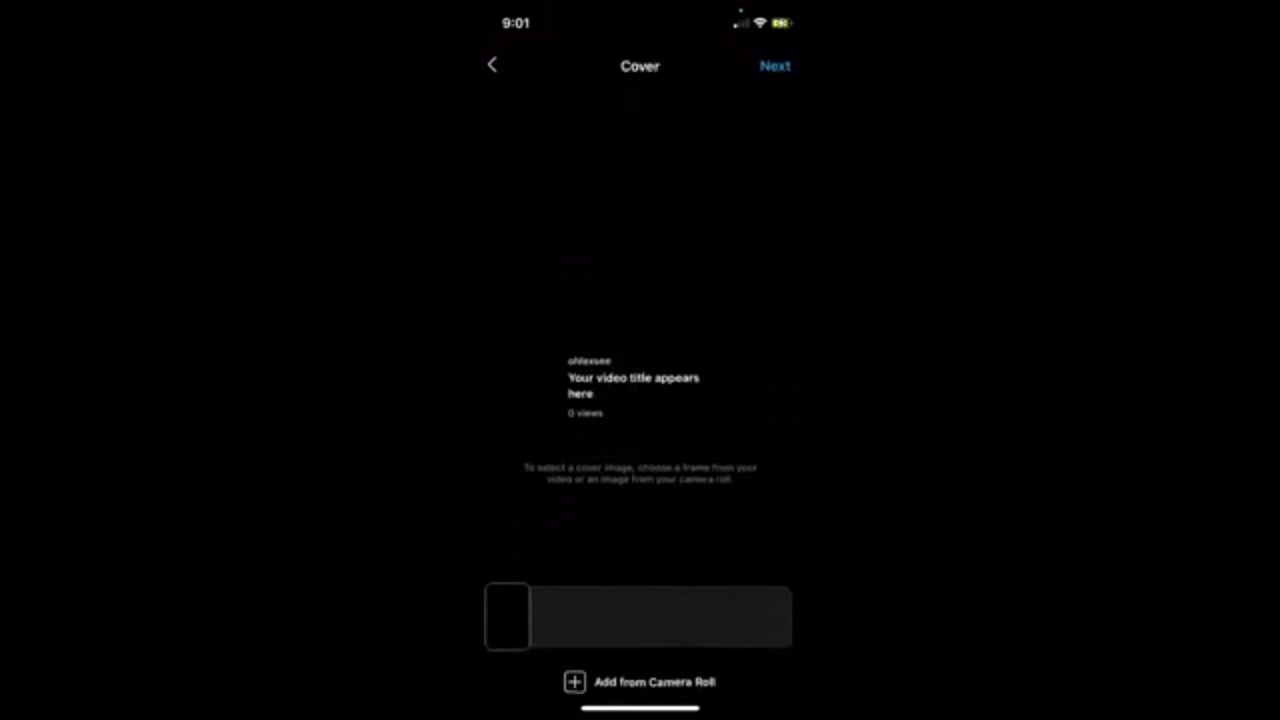 9:01
Cover
Next
ohlexsee
Your video title appears
here
0 views
To select a cover image, choose a frame from your
video or an image from your camera roll.
Add from Camera Roll